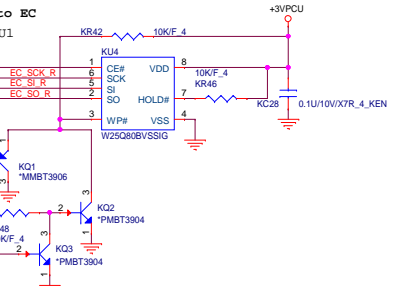 to EC
U1
+3VPCU
KR42
10K/F_4
KU4
1
CE#
VDD
8
10K/F_4
EC_SCK_R
6
SCK
KR46
EC_SI_R
5
SI
EC_SO_R
2
SO
HOLD#
7
KC28
0.1U/10V/X7R_4_KEN
3
WP#
VSS
4
W25Q80BVSSIG
1
KQ1
*MMBT3906
3
3
KQ2
2
*PMBT3904
1
48
K/F_4
3
KQ3
2
*PMBT3904
1